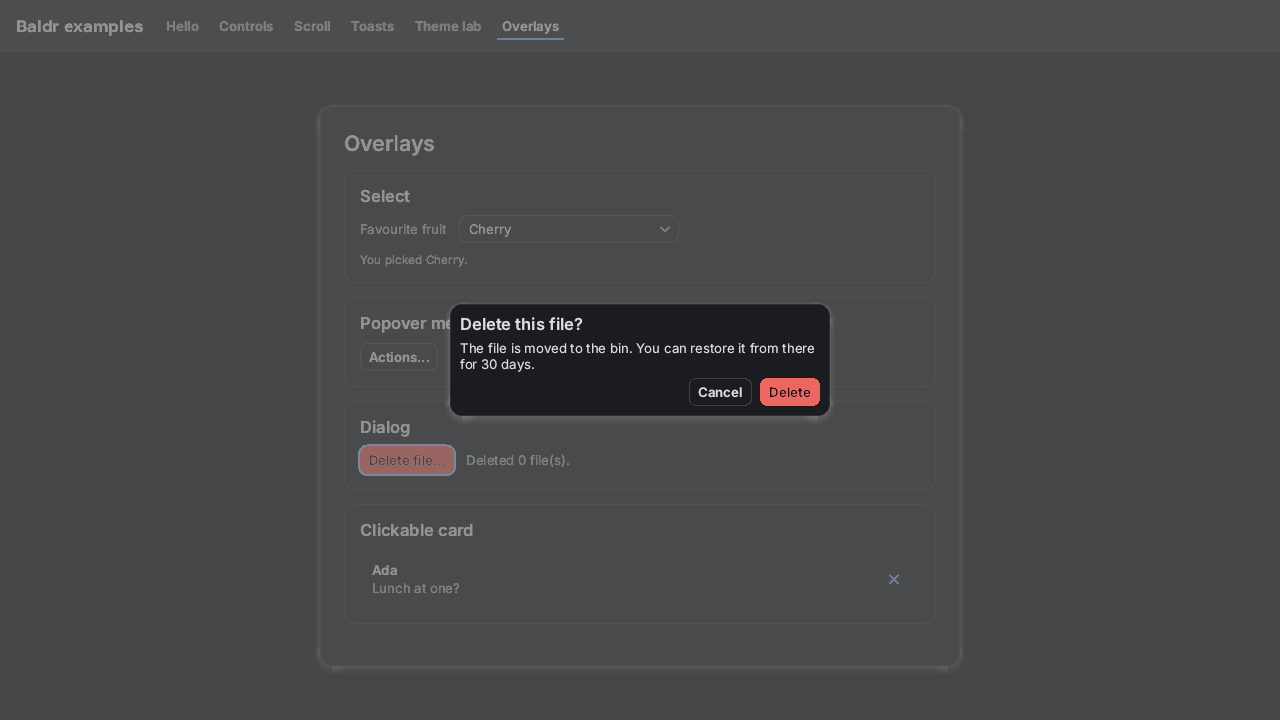 Baldr examples Hello Controls Scroll Toasts Theme lab Overlays
Overlays
Select
Favourite fruit Cherry
You picked Cherry.
Popover me
Actions...
Delete this file?
The file is moved to the bin. You can restore it from there
for 30 days.
Cancel Delete
Dialog
Delete file... Deleted 0 file(s).
Clickable card
Ada
Lunch at one?